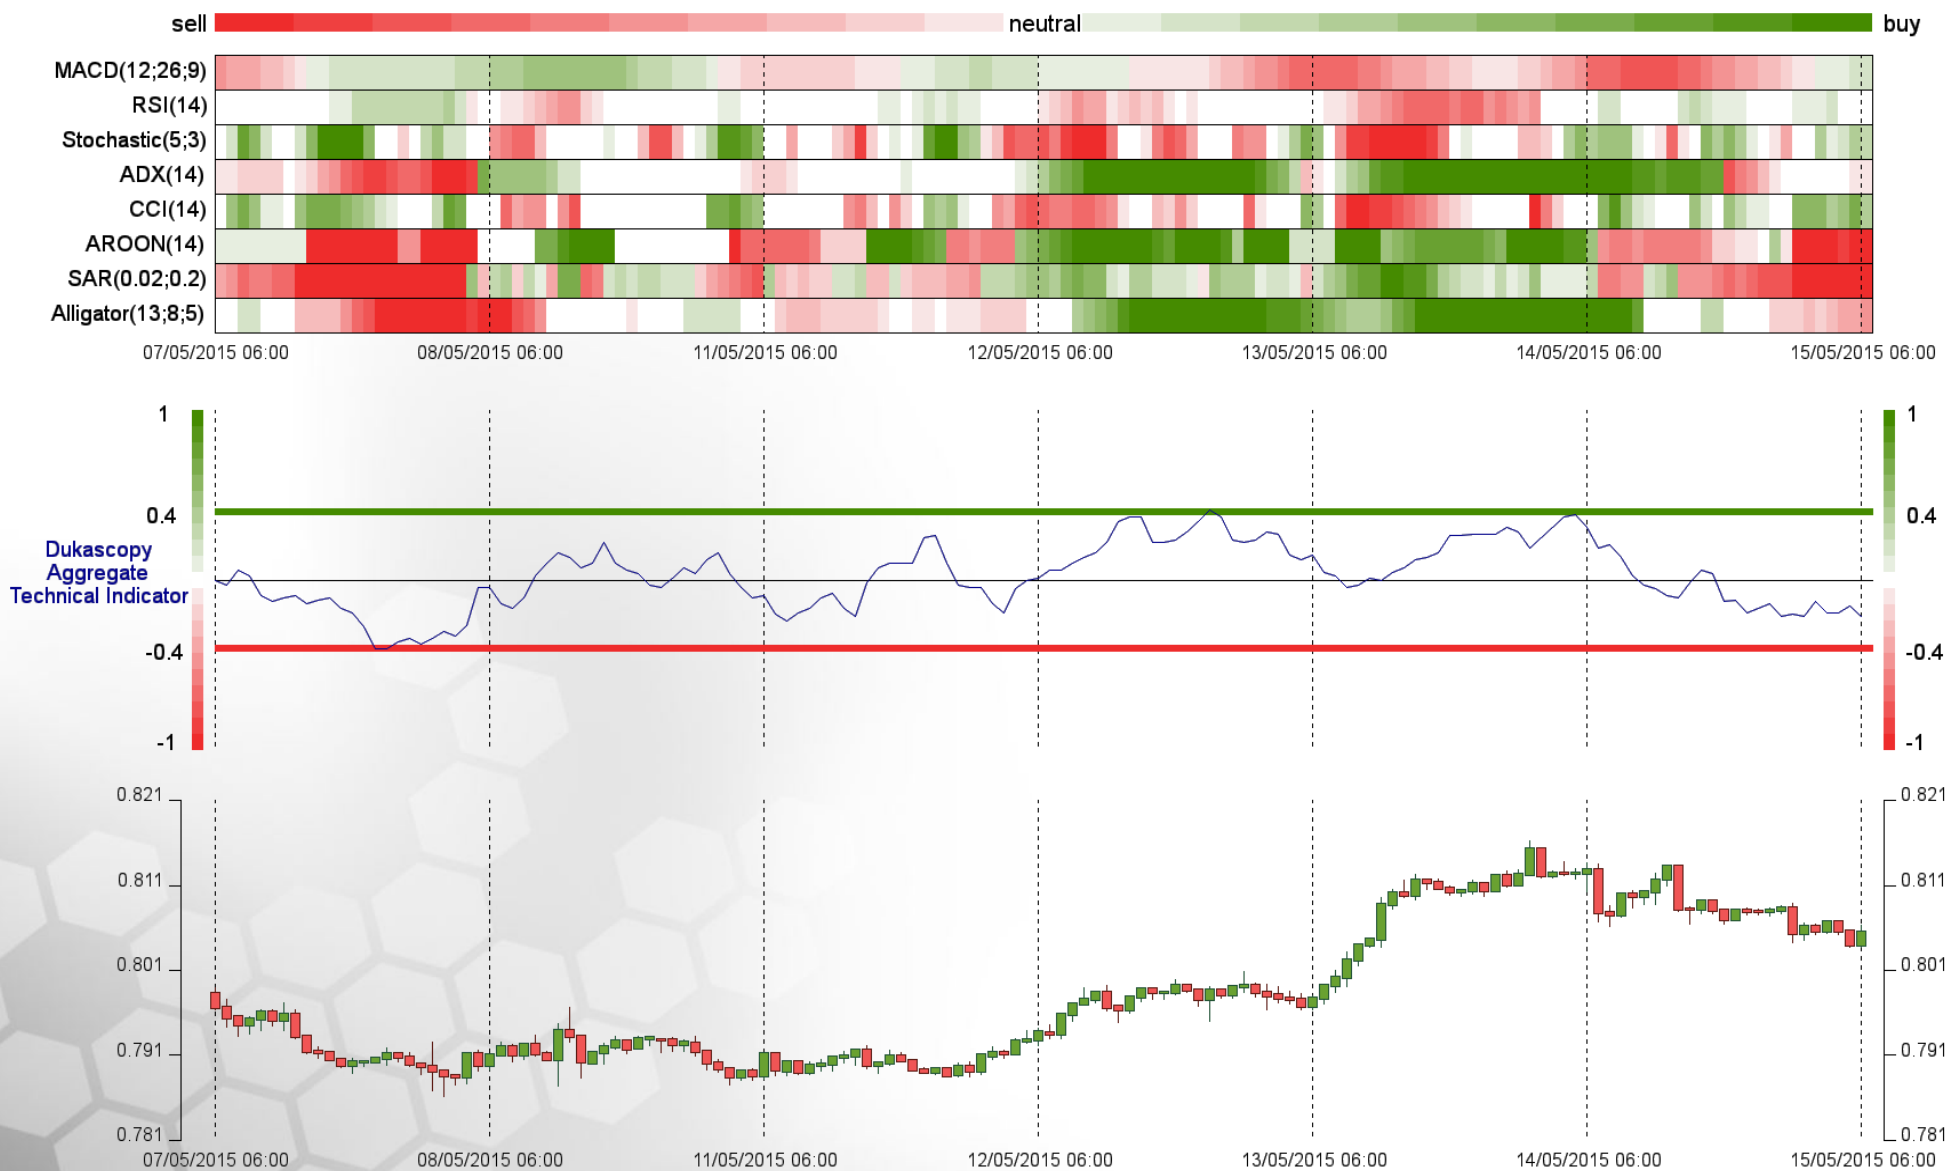 sell neutral buy
MACD(12;26;9)
RSI(14)
Stochastic(5;3)
ADX(14)
CCI(14)
AROON(14)
SAR(0.02;0.2)
Alligator(13;8;5)
07/05/2015 06:00 08/05/2015 06:00 11/05/2015 06:00 12/05/2015 06:00 13/05/2015 06:00 14/05/2015 06:00 15/05/2015 06:00
1 1
0.4 0.4
Dukascopy
Aggregate
Technical Indicator
-0.4 -0.4
-1 -1
0.821 0.821
0.811 0.811
0.801 0.801
0.791 0.791
0.781 0.781
07/05/2015 06:00 08/05/2015 06:00 11/05/2015 06:00 12/05/2015 06:00 13/05/2015 06:00 14/05/2015 06:00 15/05/2015 06:00